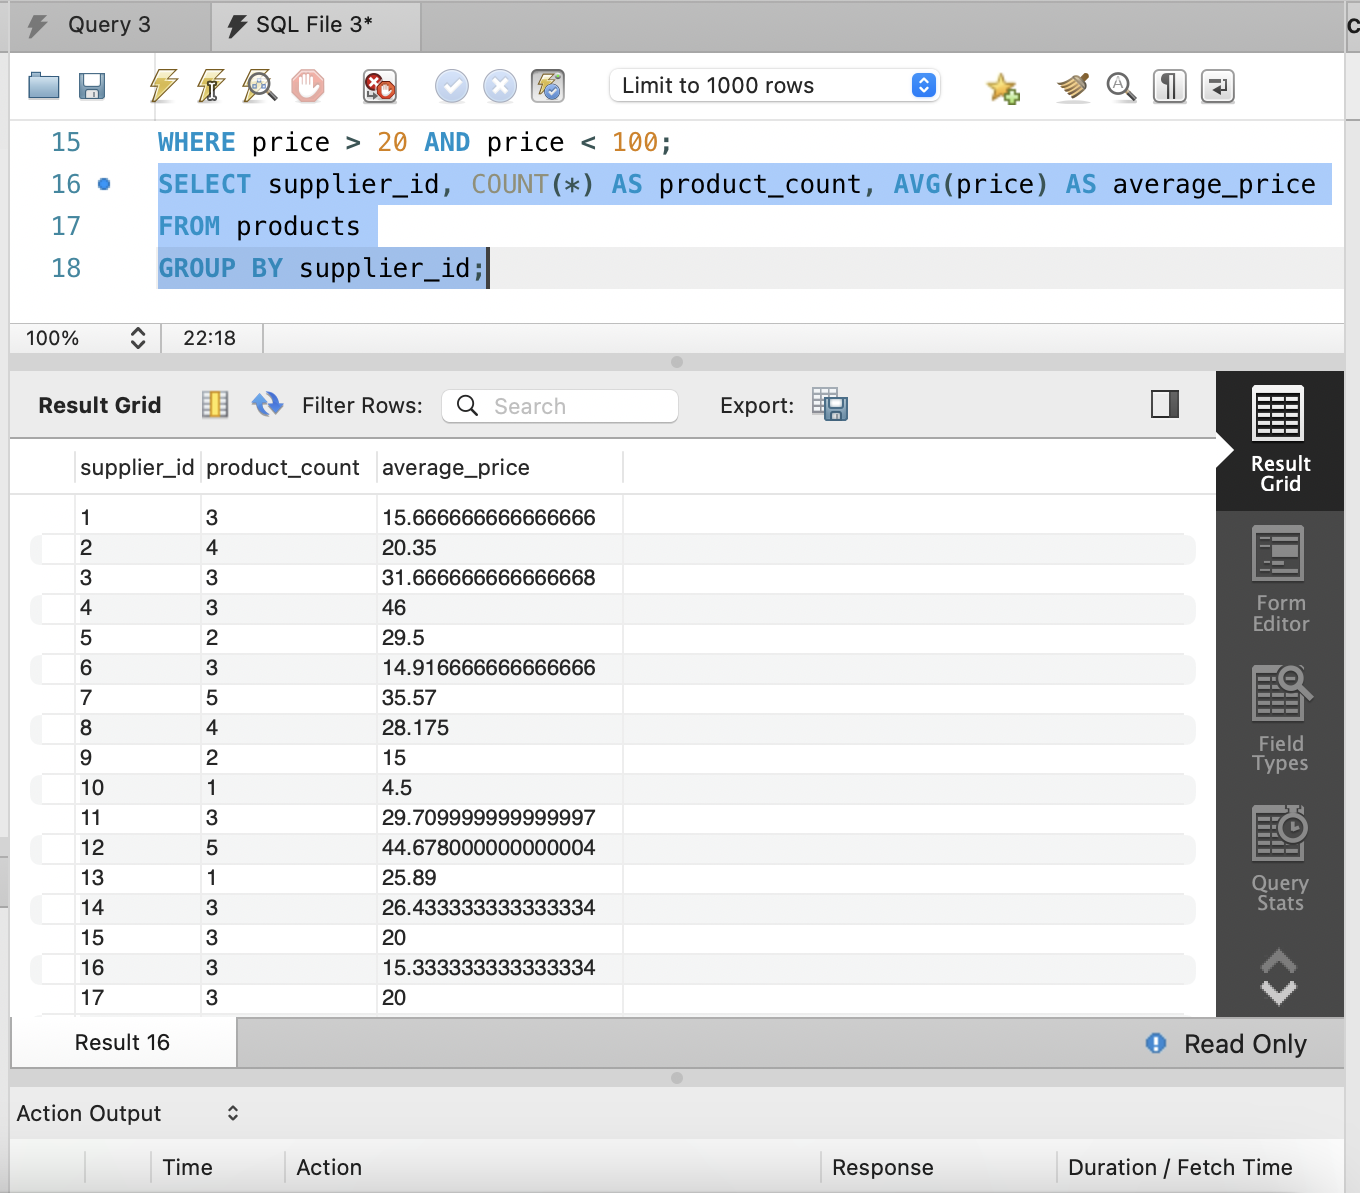 Query 3
SQL File 3*
Limit to 1000 rows
15 WHERE price > 20 AND price < 100;
16 SELECT supplier_id, COUNT(*) AS product_count, AVG(price) AS average_price
17 FROM products
18 GROUP BY supplier_id;
100% 22:18
Result Grid Filter Rows: Search Export:
supplier_id product_count average_price
1 3 15.666666666666666
2 4 20.35
3 3 31.666666666666668
4 3 46
5 2 29.5
6 3 14.916666666666666
7 5 35.57
8 4 28.175
9 2 15
10 1 4.5
11 3 29.709999999999997
12 5 44.678000000000004
13 1 25.89
14 3 26.433333333333334
15 3 20
16 3 15.333333333333334
17 3 20
Result
Grid
Form
Editor
Field
Types
Query
Stats
Result 16 Read Only
Action Output
Time Action Response Duration / Fetch Time